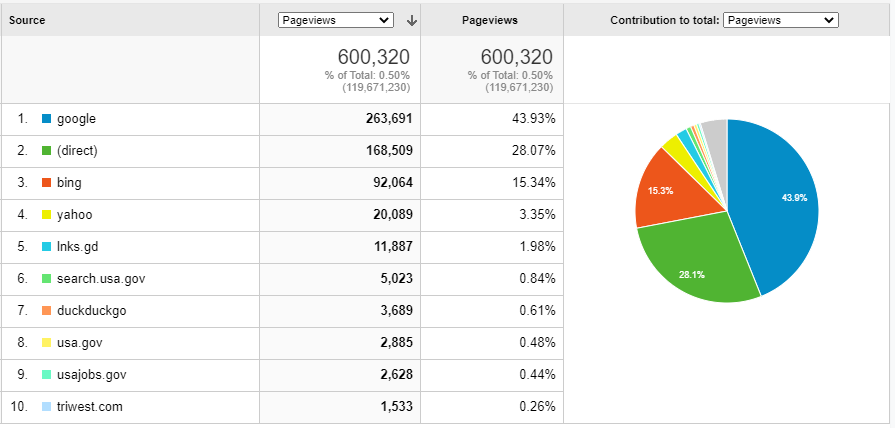 Source Pageviews Pageviews Contribution to total: Pageviews
600,320 600,320
% of Total: 0.50% % of Total: 0.50%
(119,671,230) (119,671,230)
1. google 263,691 43.93%
2. (direct) 168,509 28.07%
3. bing 92,064 15.34%
4. yahoo 20,089 3.35%
5. lnks.gd 11,887 1.98%
6. search.usa.gov 5,023 0.84%
7. duckduckgo 3,689 0.61%
8. usa.gov 2,885 0.48%
9. usajobs.gov 2,628 0.44%
10. triwest.com 1,533 0.26%
15.3% 43.9%
28.1%